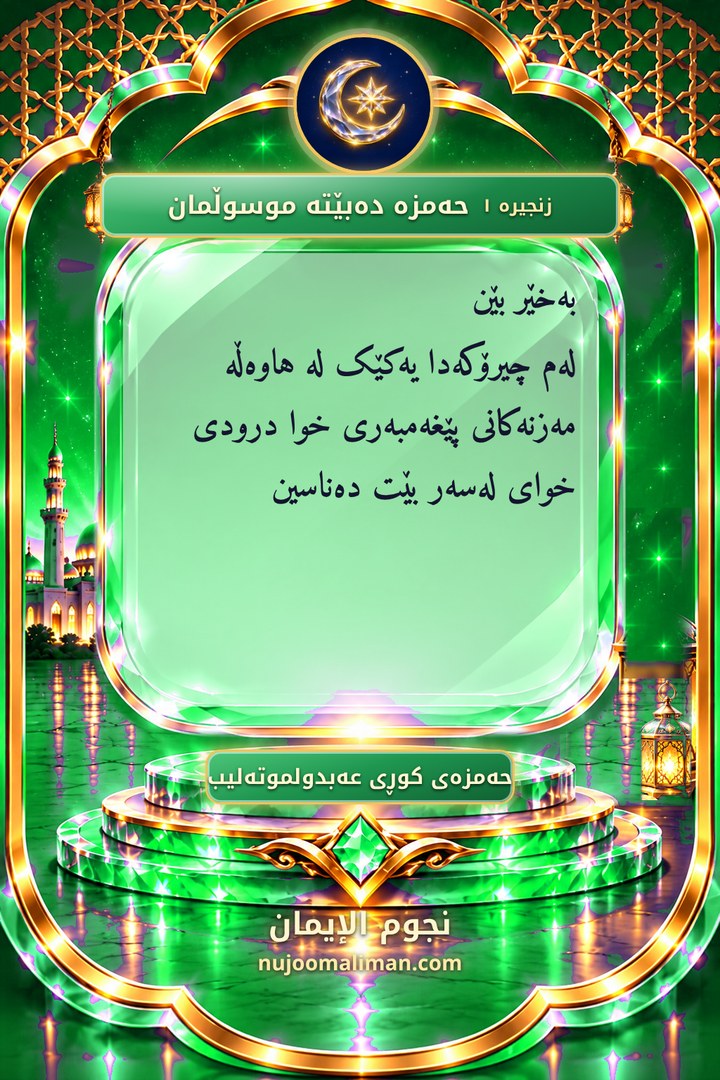 زنجیرە ١ حەمزە دەبێتە موسوڵمان
بەخێر بێن
لەم چیرۆکەدا یەکێک لە هاوەڵە
مەزنەکانی پێغەمبەری خوا درودی
خوای لەسەر بێت دەناسین
حەمزەی کوڕی عەبدولموتەلیب
نجوم الإيمان
nujoomaliman.com